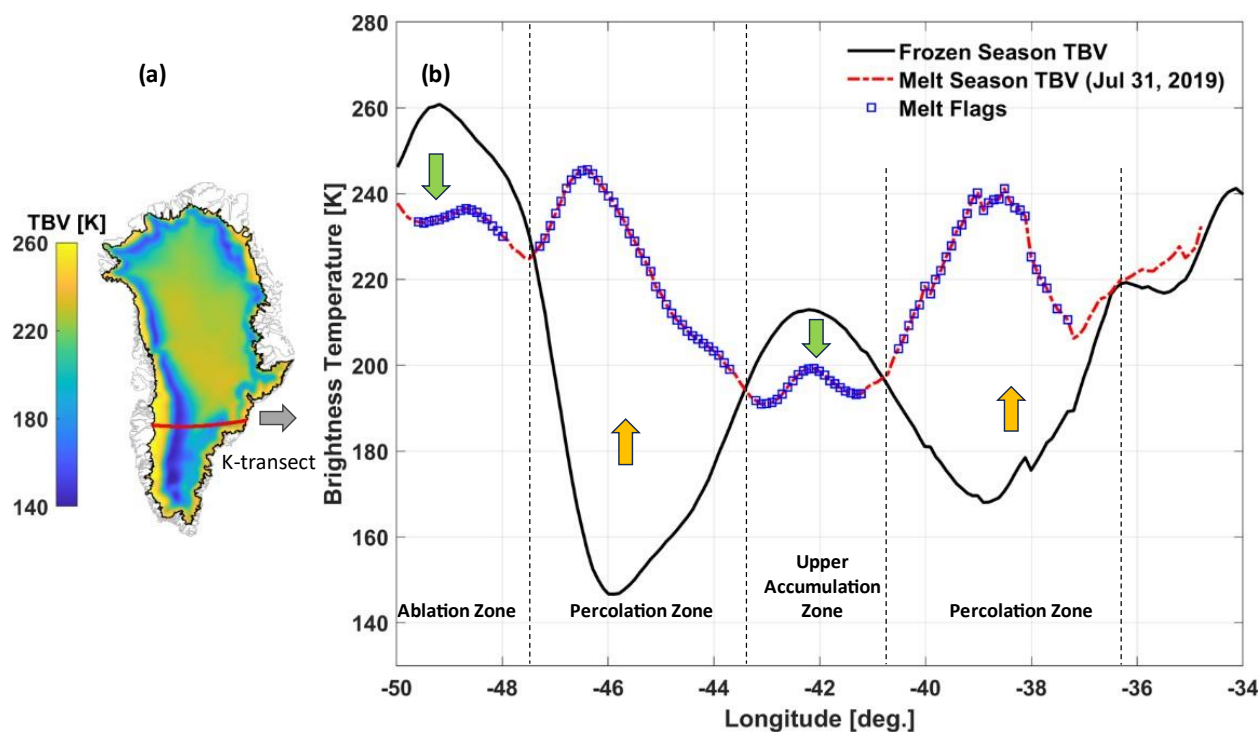 (a)
TBV [K]
260
220
180
140
K-transect
(b)
Frozen Season TBV
Melt Season TBV (Jul 31, 2019)
Melt Flags
Brightness Temperature [K]
280
260
240
220
200
180
160
140
Ablation Zone
Percolation Zone
Upper
Accumulation
Zone
Percolation Zone
-50 -48 -46 -44 -42 -40 -38 -36 -34
Longitude [deg.]